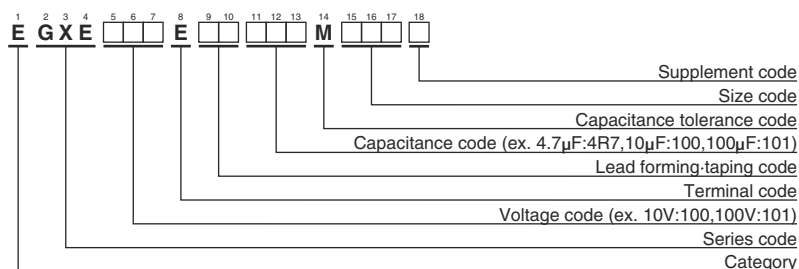 1 2 3 4 5 6 7 8 9 10 11 12 13 14 15 16 17 18
E G X E E M
Supplement code
Size code
Capacitance tolerance code
Capacitance code (ex. 4.7μF:4R7,10μF:100,100μF:101)
Lead forming·taping code
Terminal code
Voltage code (ex. 10V:100,100V:101)
Series code
Category